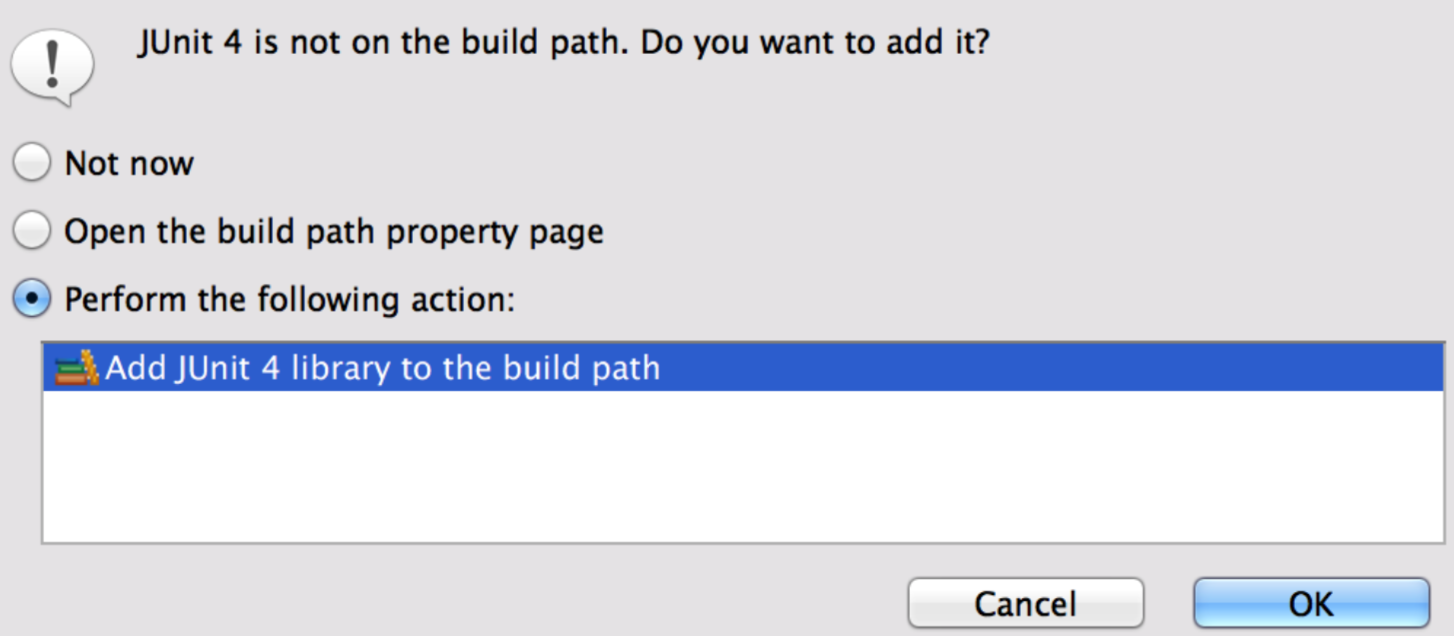 JUnit 4 is not on the build path. Do you want to add it?
Not now
Open the build path property page
Perform the following action:
Add JUnit 4 library to the build path
Cancel
OK